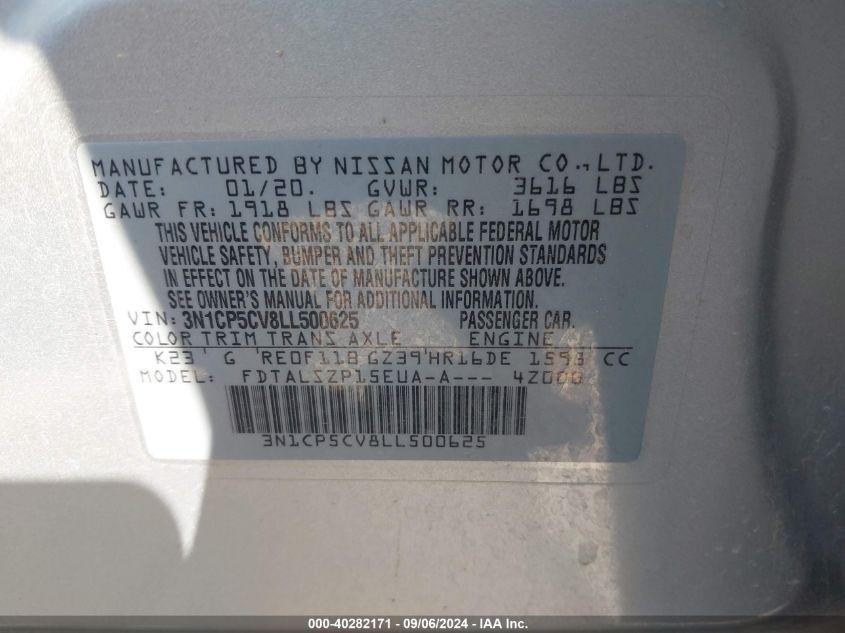 MANUFACTURED BY NISSAN MOTOR CO., LTD.
DATE: 01/20. GVWR: 3616 LBS
GAWR FR: 1918 LBS GAWR RR: 1698 LBS
THIS VEHICLE CONFORMS TO ALL APPLICABLE FEDERAL MOTOR
VEHICLE SAFETY, BUMPER AND THEFT PREVENTION STANDARDS
IN EFFECT ON THE DATE OF MANUFACTURE SHOWN ABOVE.
SEE OWNER'S MANUAL FOR ADDITIONAL INFORMATION.
VIN: 3N1CP5CV8LL500625 PASSENGER CAR.
COLOR TRIM TRANS AXLE ENGINE
K23 G RE0F11B GZ39 HR16DE 1598 CC
MODEL: FDTALSZP15EUA-A--- 4Z000
3N1CP5CV8LL500625
000-40282171 - 09/06/2024 - IAA Inc.